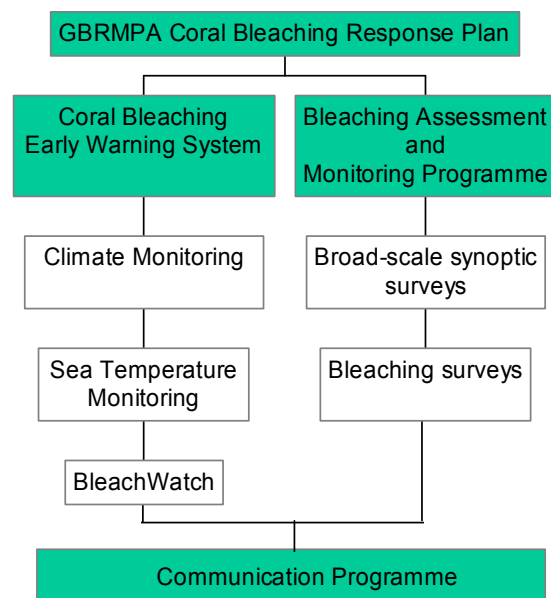 GBRMPA Coral Bleaching Response Plan
Coral Bleaching
Early Warning System
Bleaching Assessment
and
Monitoring Programme
Climate Monitoring
Broad-scale synoptic
surveys
Sea Temperature
Monitoring
Bleaching surveys
BleachWatch
Communication Programme